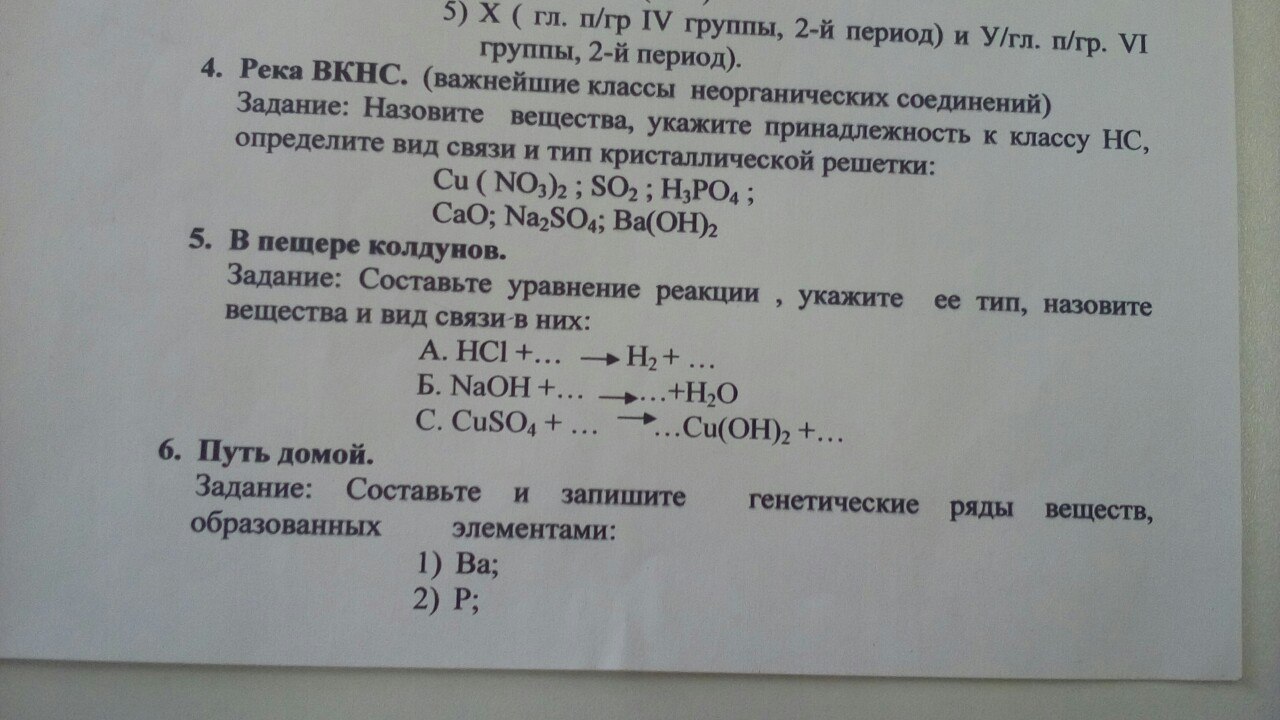 5) X ( гл. п/гр IV группы, 2-й период) и У/гл. п/гр. VI
группы, 2-й период).
4. Река ВКНС. (важнейшие классы неорганических соединений)
Задание: Назовите вещества, укажите принадлежность к классу НС,
определите вид связи и тип кристаллической решетки:
Cu ( NO₃)₂ ; SO₂ ; H₃PO₄ ;
CaO; Na₂SO₄; Ba(OH)₂
5. В пещере колдунов.
Задание: Составьте уравнение реакции , укажите ее тип, назовите
вещества и вид связи в них:
А. HCl +… → H₂ + …
Б. NaOH +… →…+H₂O
С. CuSO₄ + … →…Cu(OH)₂ +…
6. Путь домой.
Задание: Составьте и запишите генетические ряды веществ,
образованных элементами:
1) Ba;
2) P;